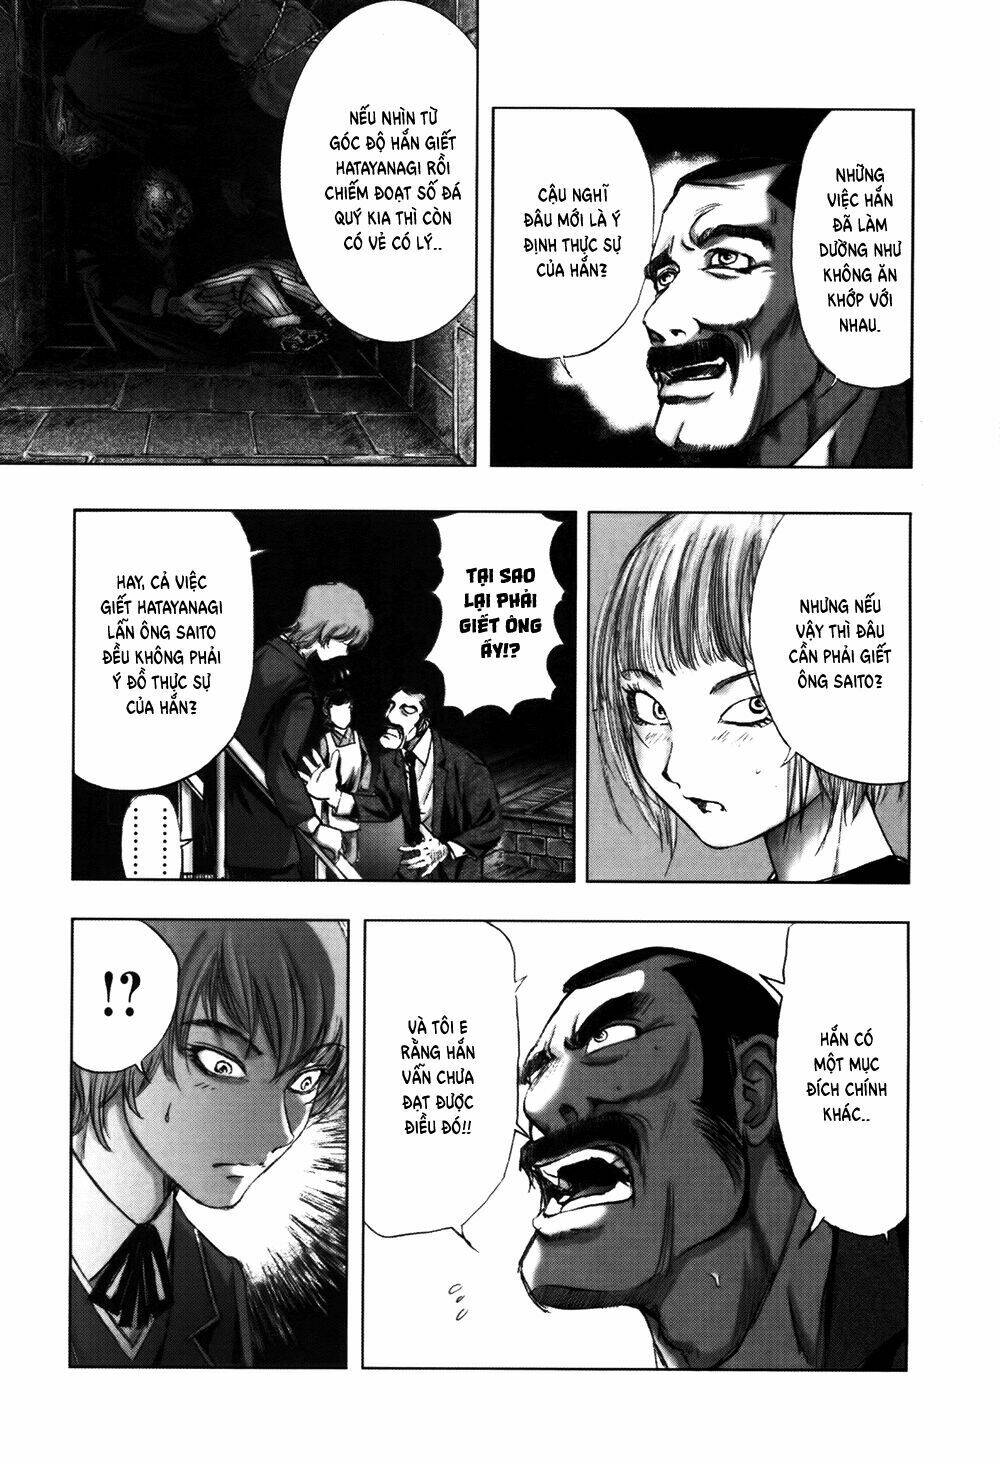 NHỮNG
VIỆC HẮN
ĐÃ LÀM
DƯỜNG NHƯ
KHÔNG ĂN
KHỚP VỚI
NHAU.
CẬU NGHĨ
ĐÂU MỚI LÀ Ý
ĐỊNH THỰC SỰ
CỦA HẮN?
NẾU NHÌN TỪ
GÓC ĐỘ HẮN GIẾT
HATAYANAGI RỒI
CHIẾM ĐOẠT SỐ ĐÁ
QUÝ KIA THÌ CÒN
CÓ VẺ CÓ LÝ..
NHƯNG NẾU
VẬY THÌ ĐÂU
CẦN PHẢI GIẾT
ÔNG SAITO?
TẠI SAO
LẠI PHẢI
GIẾT ÔNG
ẤY!?
HAY, CẢ VIỆC
GIẾT HATAYANAGI
LẪN ÔNG SAITO
ĐỀU KHÔNG PHẢI
Ý ĐỒ THỰC SỰ
CỦA HẮN?
.......
.......
HẮN CÓ
MỘT MỤC
ĐÍCH CHÍNH
KHÁC..
VÀ TÔI E
RẰNG HẮN
VẪN CHƯA
ĐẠT ĐƯỢC
ĐIỀU ĐÓ!!
!?